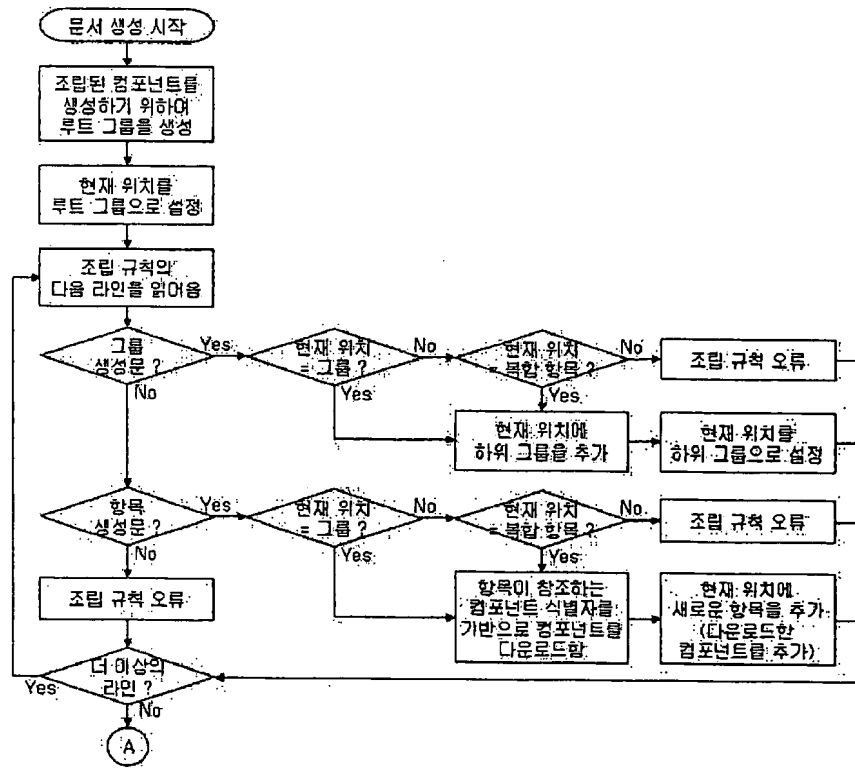 문서 생성 시작
조립된 컴포넌트를
생성하기 위하여
루트 그룹을 생성
현재 위치를
루트 그룹으로 설정
조립 규칙의
다음 라인을 읽어옴
그룹
생성문 ?
Yes
No
현재 위치
= 그룹 ?
No
Yes
현재 위치
= 복합 항목 ?
No
Yes
조립 규칙 오류
현재 위치에
하위 그룹을 추가
현재 위치를
하위 그룹으로 설정
항목
생성문 ?
Yes
No
현재 위치
= 그룹 ?
No
Yes
현재 위치
= 복합 항목 ?
No
Yes
조립 규칙 오류
조립 규칙 오류
항목이 참조하는
컴포넌트 식별자를
기반으로 컴포넌트를
다운로드함
현재 위치에
새로운 항목을 추가
(다운로드한
컴포넌트를 추가)
더 이상의
라인 ?
Yes
No
A